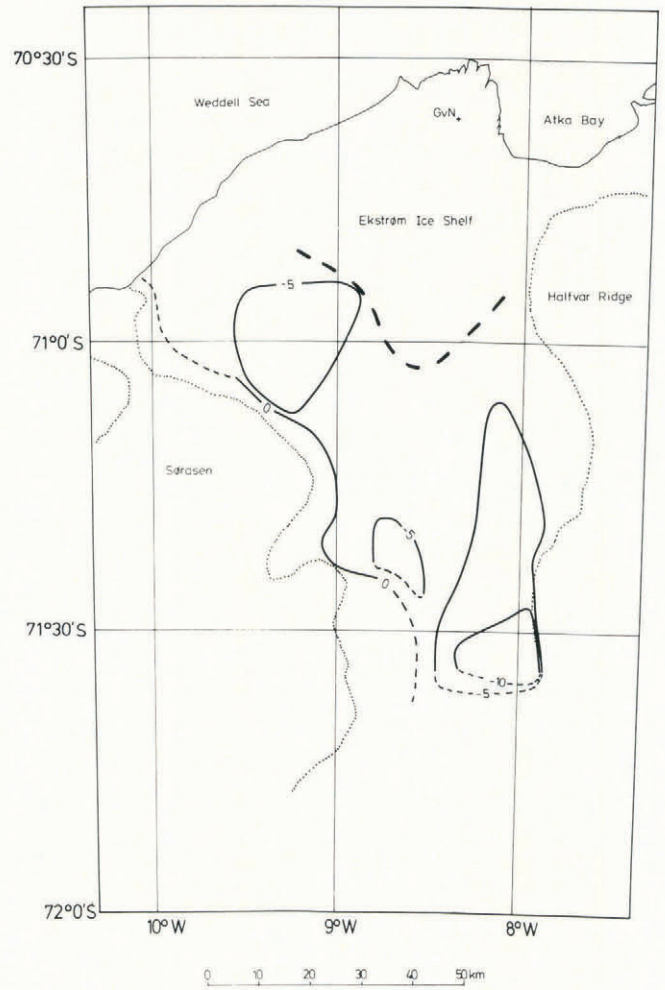 70°30'S
Weddell Sea
GvN
Atka Bay
Ekstrøm Ice Shelf
-5
Halfvar Ridge
71°0'S
0
Sørasen
-5
0
71°30'S
-10
-5
72°0'S
10°W
9°W
8°W
0 10 20 30 40 50 km